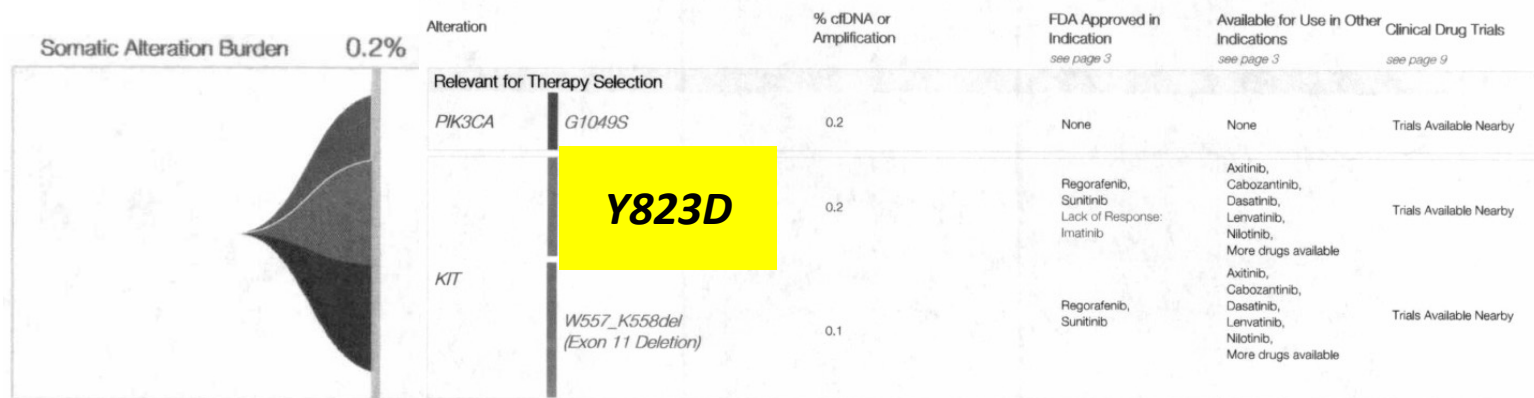 Somatic Alteration Burden 0.2%
Alteration
% cfDNA or
Amplification
FDA Approved in
Indication
see page 3
Available for Use in Other
Indications
see page 3
Clinical Drug Trials
see page 9
Relevant for Therapy Selection
PIK3CA
G1049S
0.2
None
None
Trials Available Nearby
KIT
Y823D
0.2
Regorafenib,
Sunitinib
Lack of Response:
Imatinib
Axitinib,
Cabozantinib,
Dasatinib,
Lenvatinib,
Nilotinib,
More drugs available
Trials Available Nearby
W557_K558del
(Exon 11 Deletion)
0.1
Regorafenib,
Sunitinib
Axitinib,
Cabozantinib,
Dasatinib,
Lenvatinib,
Nilotinib,
More drugs available
Trials Available Nearby